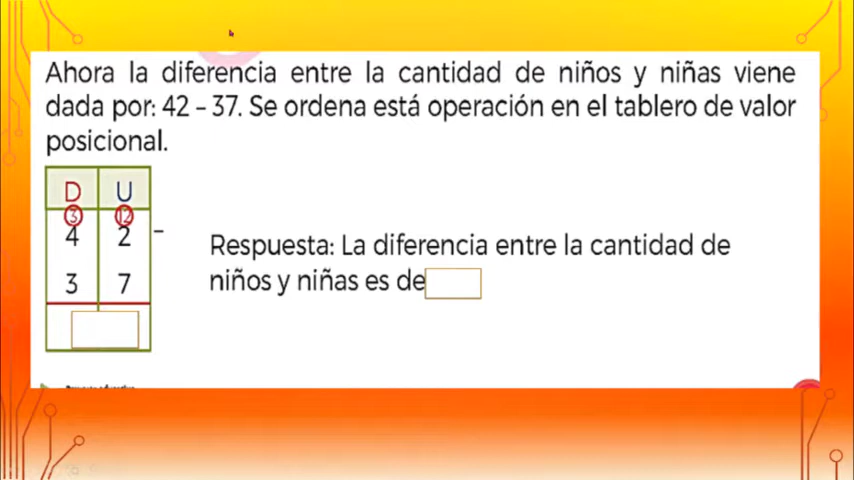 Ahora la diferencia entre la cantidad de niños y niñas viene
dada por: 42 – 37. Se ordena está operación en el tablero de valor
posicional.
D U
3 12
4 2 –
3 7
Respuesta: La diferencia entre la cantidad de
niños y niñas es de